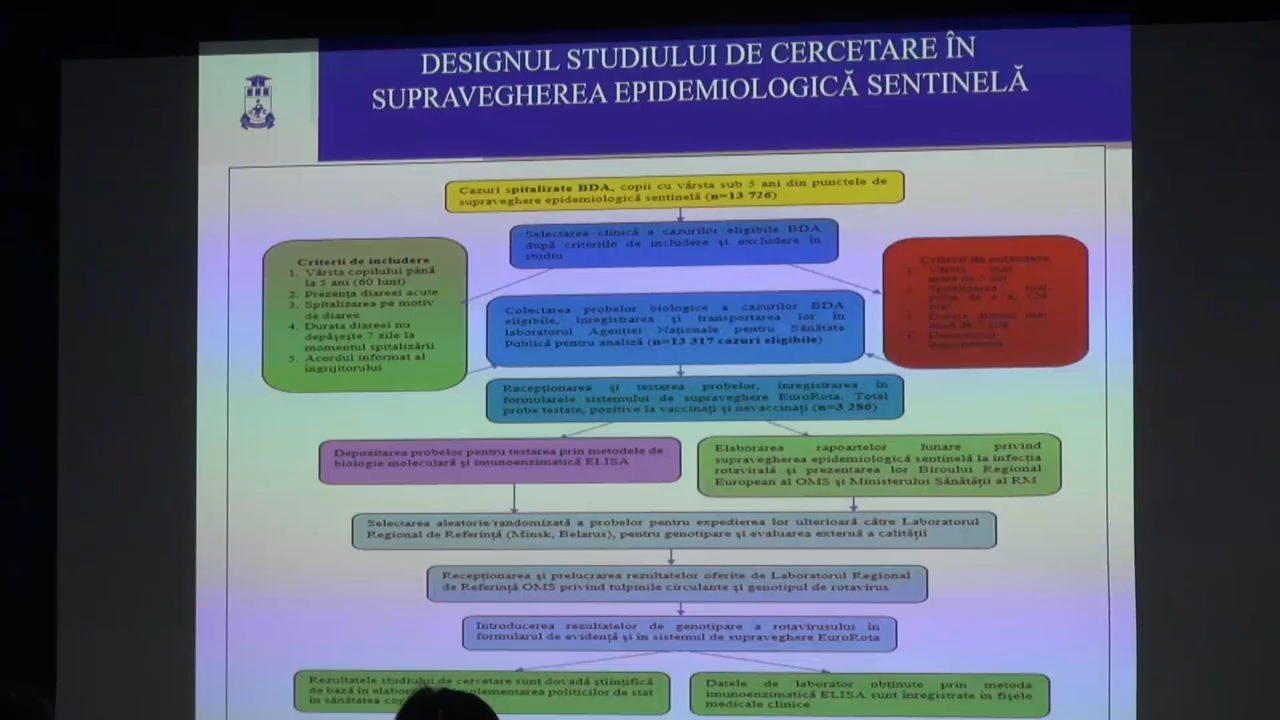 DESIGNUL STUDIULUI DE CERCETARE ÎN
SUPRAVEGHEREA EPIDEMIOLOGICĂ SENTINELĂ
Cazuri spitalizate BDA, copii cu vârsta sub 5 ani din punctele de
supraveghere epidemiologică sentinelă (n=13 726)
Selectarea clinică a cazurilor eligibile BDA
după criteriile de includere și excludere în
studiu
Criterii de includere
1. Vârsta copilului până
la 5 ani (60 luni)
2. Prezența diareei acute
3. Spitalizarea pe motiv
de diaree
4. Durata diareei nu
depășește 7 zile la
momentul spitalizării
5. Acordul informat al
îngrijitorului
Criterii de excludere
Colectarea probelor biologice a cazurilor BDA
eligibile, înregistrarea și transportarea lor în
laboratorul Agenției Naționale pentru Sănătate
Publică pentru analiză (n=13 317 cazuri eligibile)
Recepționarea și testarea probelor, înregistrarea în
formularele sistemului de supraveghere EuroRota. Total
probe testate, pozitive la vaccinați și nevaccinați (n=3 286)
Depozitarea probelor pentru testarea prin metodele de
biologie moleculară și imunoenzimatică ELISA
Elaborarea rapoartelor lunare privind
supravegherea epidemiologică sentinelă la infecția
rotavirală și prezentarea lor Biroului Regional
European al OMS și Ministerului Sănătății al RM
Selectarea aleatorie/randomizată a probelor pentru expedierea lor ulterioară către Laboratorul
Regional de Referință (Minsk, Belarus), pentru genotipare și evaluarea externă a calității
Recepționarea și prelucrarea rezultatelor oferite de Laboratorul Regional
de Referință OMS privind tulpinile circulante și genotipul de rotavirus
Introducerea rezultatelor de genotipare a rotavirusului în
formularul de evidență și în sistemul de supraveghere EuroRota
Rezultatele studiului de cercetare sunt dovadă științifică
de bază în politicilor de stat
în sănătatea
Datele de laborator obținute prin metoda
imunoenzimatică ELISA sunt înregistrate în fișele
medicale clinice